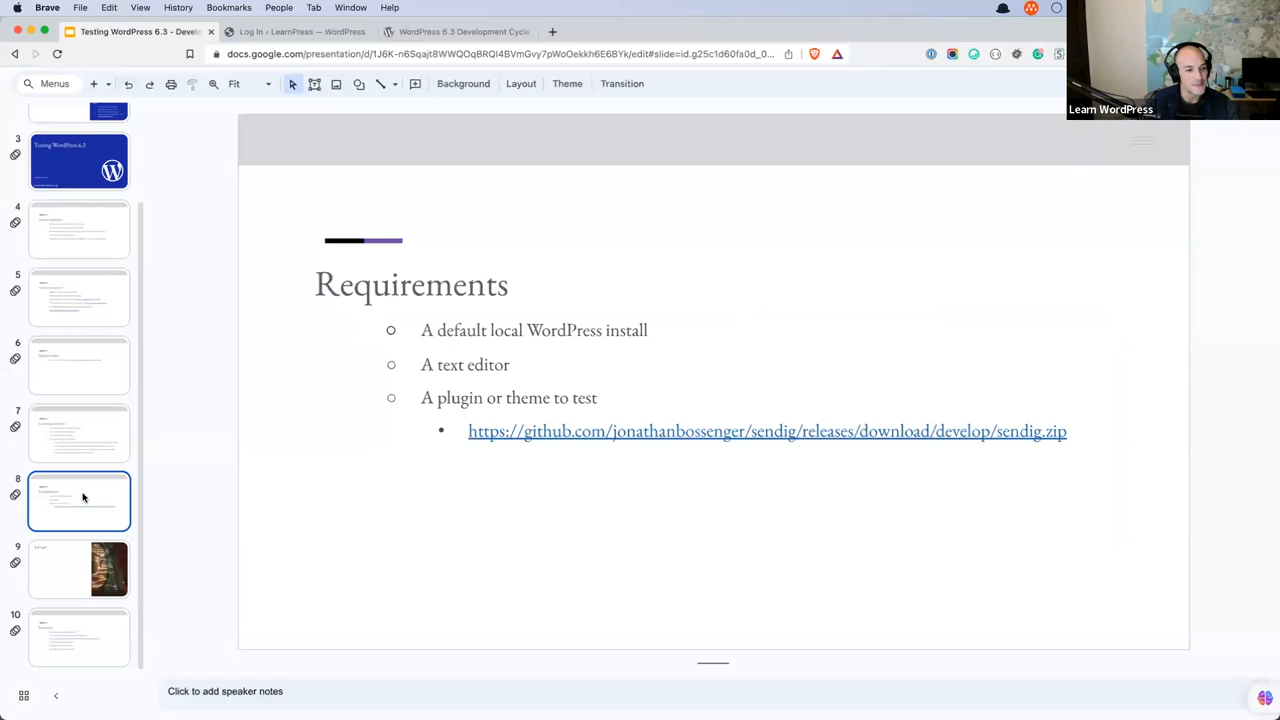 Brave File Edit View History Bookmarks People Tab Window Help
Testing WordPress 6.3 - Develo
Log In ‹ LearnPress — WordPress
WordPress 6.3 Development Cycle
docs.google.com/presentation/d/1J6K-n6Sqajt8WWQOqBRQI4BVmGvy7pWoOekkh6E6BYk/edit#slide=id.g25c1d60fa0d_0...
Menus
Fit
Background Layout Theme Transition
Learn WordPress
Testing WordPress 6.3
4
5
6
7
8
9
10
Requirements
A default local WordPress install
A text editor
A plugin or theme to test
https://github.com/jonathanbossenger/sendig/releases/download/develop/sendig.zip
Click to add speaker notes